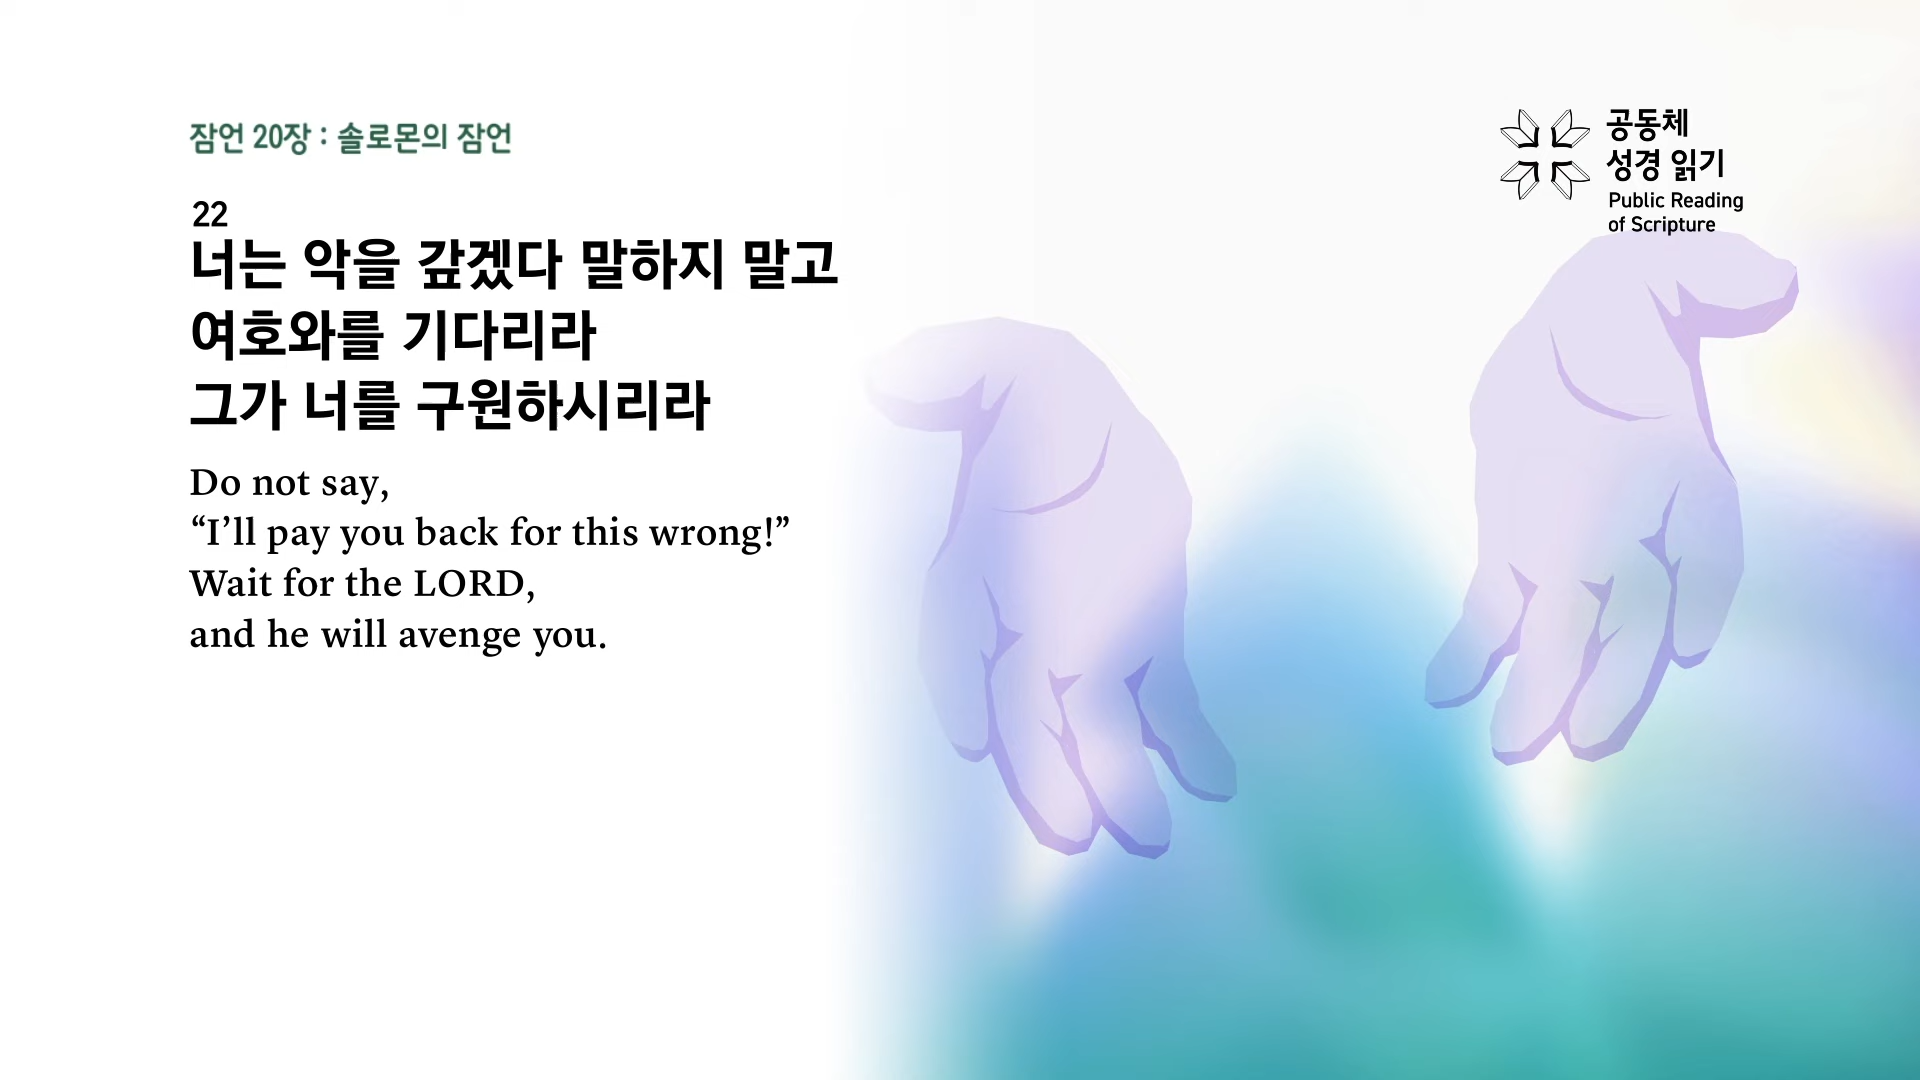 잠언 20장 : 솔로몬의 잠언
22
너는 악을 갚겠다 말하지 말고
여호와를 기다리라
그가 너를 구원하시리라
Do not say,
“I’ll pay you back for this wrong!”
Wait for the LORD,
and he will avenge you.
공동체
성경 읽기
Public Reading
of Scripture